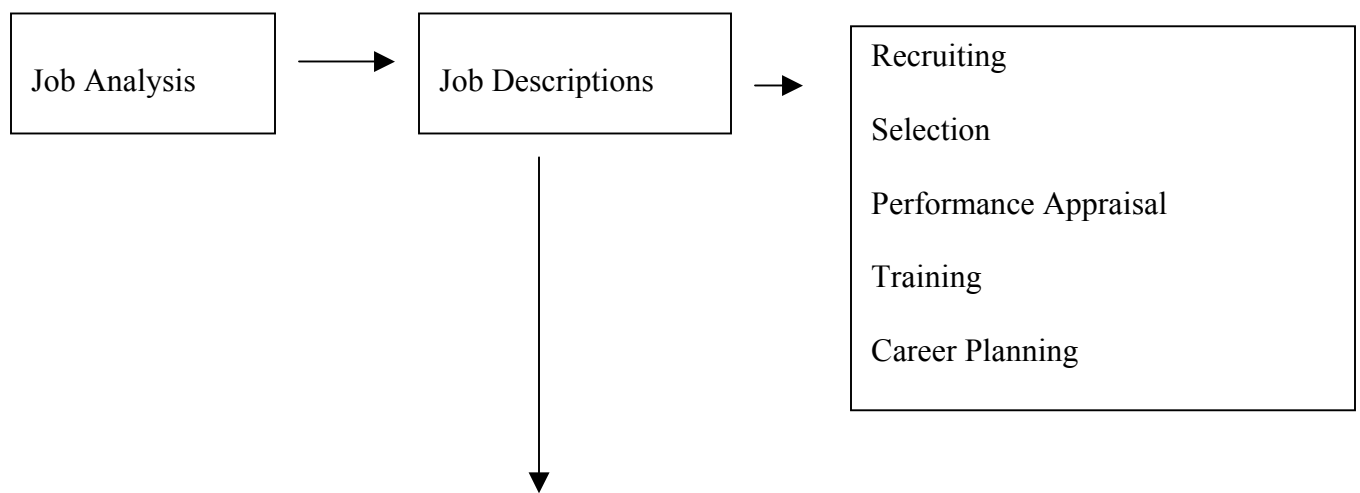 Job Analysis
Job Descriptions
Recruiting
Selection
Performance Appraisal
Training
Career Planning